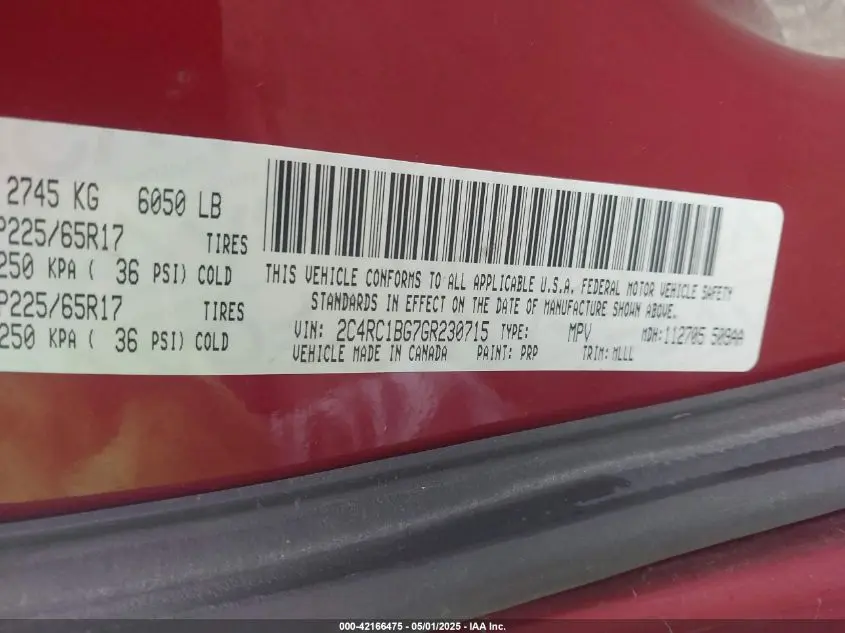 2745 KG 6050 LB
P225/65R17 TIRES
250 KPA ( 36 PSI) COLD
P225/65R17 TIRES
250 KPA ( 36 PSI) COLD
THIS VEHICLE CONFORMS TO ALL APPLICABLE U.S.A. FEDERAL MOTOR VEHICLE SAFETY
STANDARDS IN EFFECT ON THE DATE OF MANUFACTURE SHOWN ABOVE.
VIN: 2C4RC1BG7GR230715 TYPE: MPV MDH:112705 509AA
VEHICLE MADE IN CANADA PAINT: PRP TRIM: MLLL
000-42166475 - 05/01/2025 - IAA Inc.